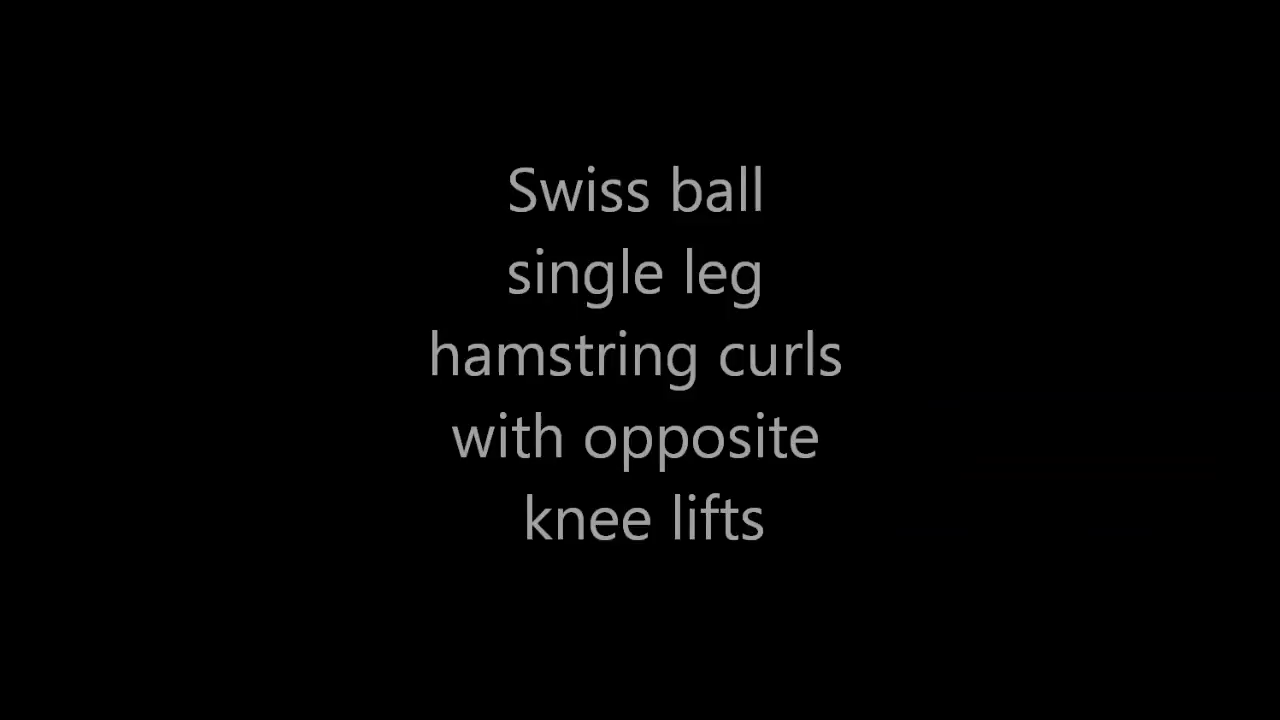 Swiss ball
single leg
hamstring curls
with opposite
knee lifts